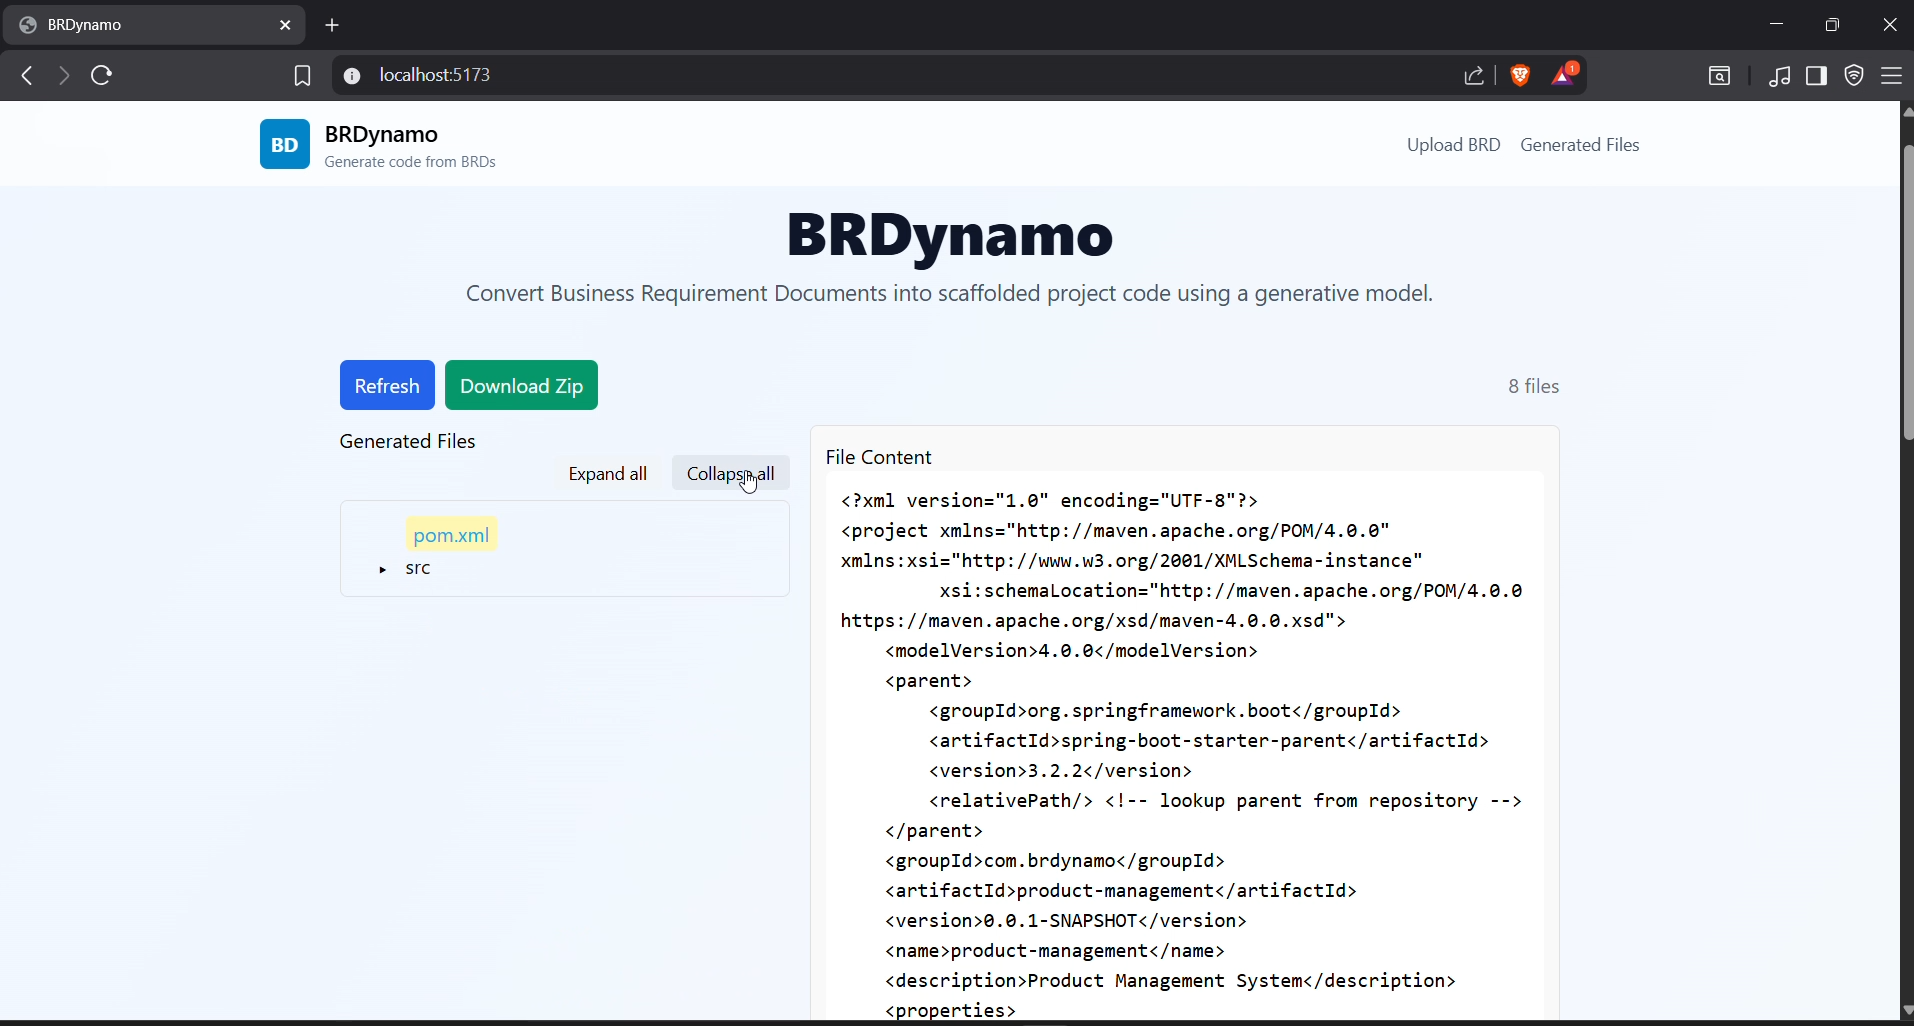 BRDynamo
localhost:5173
1
BD
BRDynamo
Generate code from BRDs
Upload BRD
Generated Files
BRDynamo
Convert Business Requirement Documents into scaffolded project code using a generative model.
Refresh
Download Zip
8 files
Generated Files
Expand all
Collapse all
pom.xml
src
File Content
<?xml version="1.0" encoding="UTF-8"?>
<project xmlns="http://maven.apache.org/POM/4.0.0"
xmlns:xsi="http://www.w3.org/2001/XMLSchema-instance"
xsi:schemaLocation="http://maven.apache.org/POM/4.0.0
https://maven.apache.org/xsd/maven-4.0.0.xsd">
<modelVersion>4.0.0</modelVersion>
<parent>
<groupId>org.springframework.boot</groupId>
<artifactId>spring-boot-starter-parent</artifactId>
<version>3.2.2</version>
<relativePath/> <!-- lookup parent from repository -->
</parent>
<groupId>com.brdynamo</groupId>
<artifactId>product-management</artifactId>
<version>0.0.1-SNAPSHOT</version>
<name>product-management</name>
<description>Product Management System</description>
<properties>